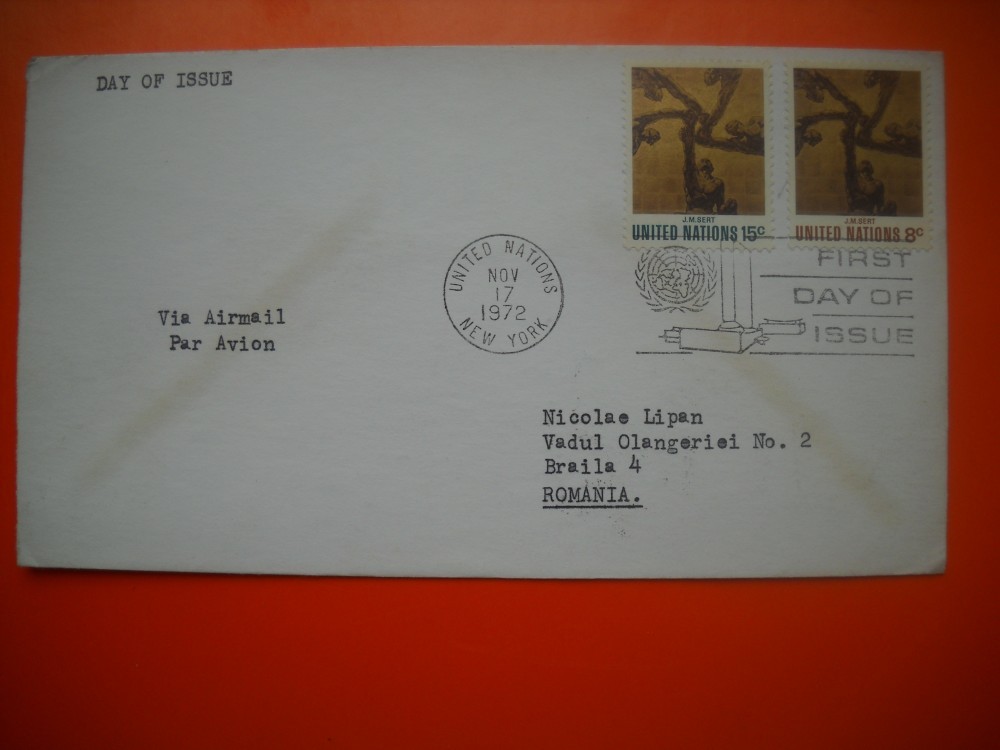 DAY OF ISSUE
J.M.SERT
UNITED NATIONS 15c
J.M.SERT
UNITED NATIONS 8c
UNITED NATIONS
NOV
17
1972
NEW YORK
FIRST
DAY OF
ISSUE
Via Airmail
Par Avion
Nicolae Lipan
Vadul Olangeriei No. 2
Braila 4
ROMANIA.